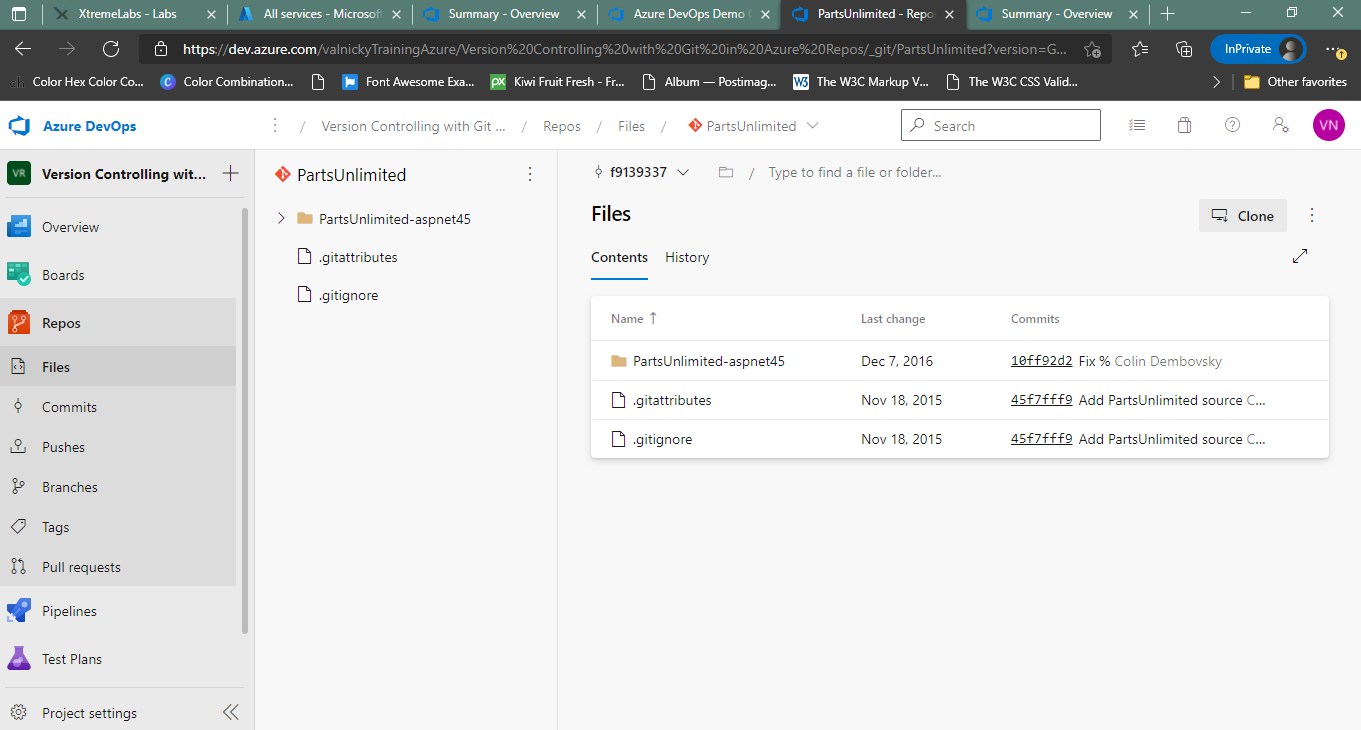 XtremeLabs - Labs
All services - Microsoft
Summary - Overview
Azure DevOps Demo
PartsUnlimited - Repo
Summary - Overview
https://dev.azure.com/valnickyTrainingAzure/Version%20Controlling%20with%20Git%20in%20Azure%20Repos/_git/PartsUnlimited?version=G...
InPrivate
ch Color Hex Color Co...
C Color Combination...
Font Awesome Exa...
px Kiwi Fruit Fresh - Fr...
Album — Postimag...
W3 The W3C Markup V...
The W3C CSS Valid...
Other favorites
Azure DevOps
/ Version Controlling with Git ... / Repos / Files / PartsUnlimited
Search
VN
VR Version Controlling wit...
Overview
Boards
Repos
Files
Commits
Pushes
Branches
Tags
Pull requests
Pipelines
Test Plans
Project settings
PartsUnlimited
PartsUnlimited-aspnet45
.gitattributes
.gitignore
f9139337 / Type to find a file or folder...
Files
Clone
Contents History
Name Last change Commits
PartsUnlimited-aspnet45 Dec 7, 2016 10ff92d2 Fix % Colin Dembovsky
.gitattributes Nov 18, 2015 45f7fff9 Add PartsUnlimited source C...
.gitignore Nov 18, 2015 45f7fff9 Add PartsUnlimited source C...